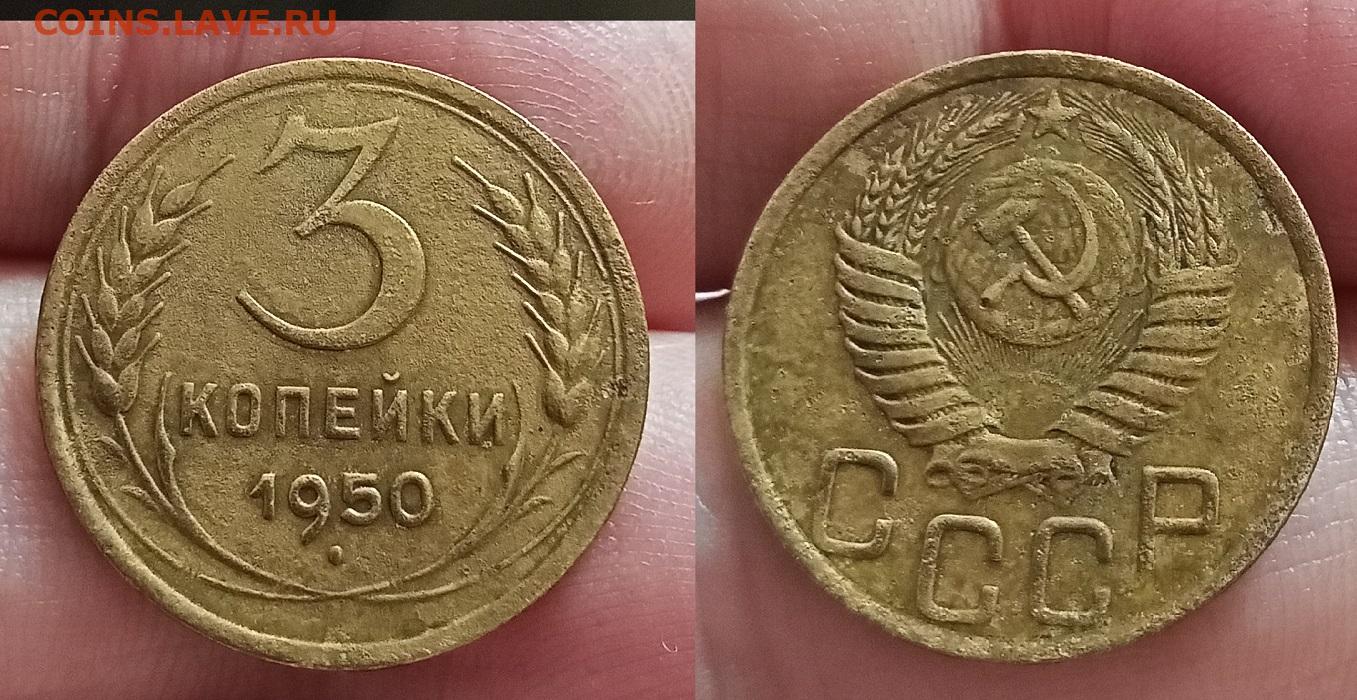 COINS.LAVE.RU
3
КОПЕЙКИ
1950
СССР